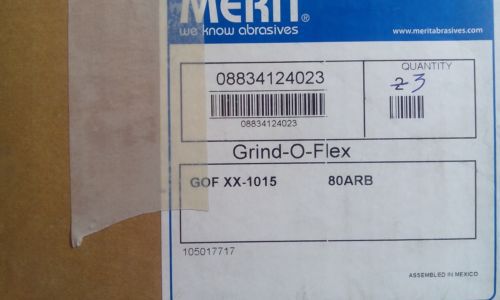 MERIT®
we know abrasives
www.meritabrasives.com
08834124023
08834124023
QUANTITY
3
Grind-O-Flex
GOF XX-1015 80ARB
105017717
ASSEMBLED IN MEXICO